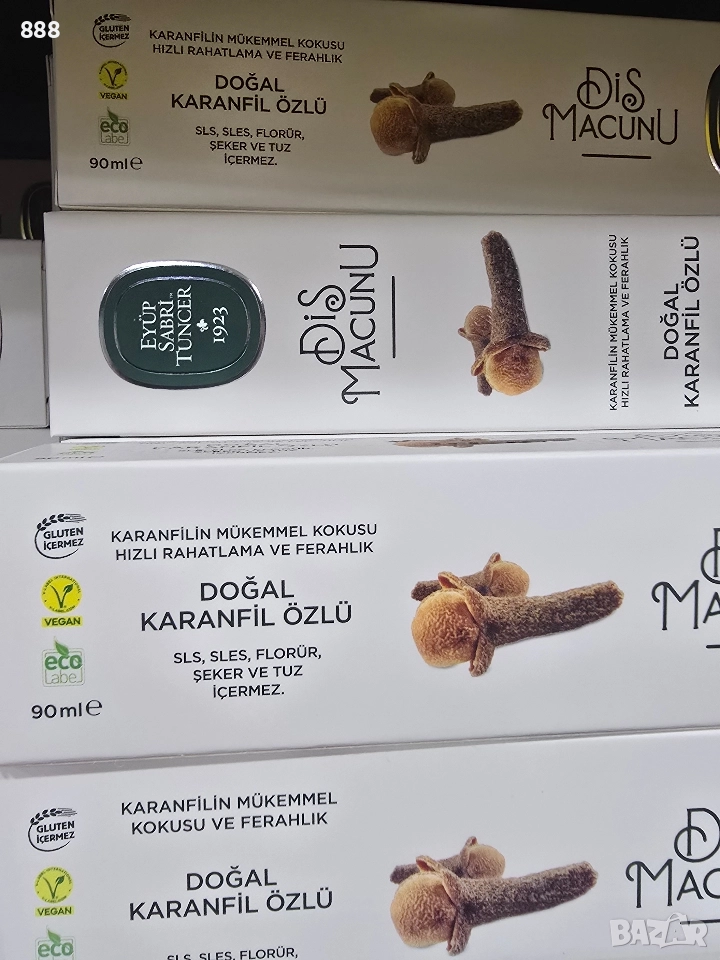 888
GLUTEN
İÇERMEZ
KARANFİLİN MÜKEMMEL KOKUSU
HIZLI RAHATLAMA VE FERAHLIK
VEGAN
DOĞAL
KARANFİL ÖZLÜ
eco
Label
SLS, SLES, FLORÜR,
ŞEKER VE TUZ
İÇERMEZ.
90ml℮
DİŞ
MACUNU
EYÜP
SABRİ
TUNCER
1923
DİŞ
MACUNU
KARANFİLİN MÜKEMMEL KOKUSU
HIZLI RAHATLAMA VE FERAHLIK
DOĞAL
KARANFİL ÖZLÜ
90ml℮
GLUTEN
İÇERMEZ
KARANFİLİN MÜKEMMEL KOKUSU
HIZLI RAHATLAMA VE FERAHLIK
VEGAN
DOĞAL
KARANFİL ÖZLÜ
eco
Label
SLS, SLES, FLORÜR,
ŞEKER VE TUZ
İÇERMEZ.
90ml℮
GLUTEN
İÇERMEZ
KARANFİLİN MÜKEMMEL
KOKUSU VE FERAHLIK
VEGAN
DOĞAL
KARANFİL ÖZLÜ
eco
SLS, SLES, FLORÜR,
BAZAR